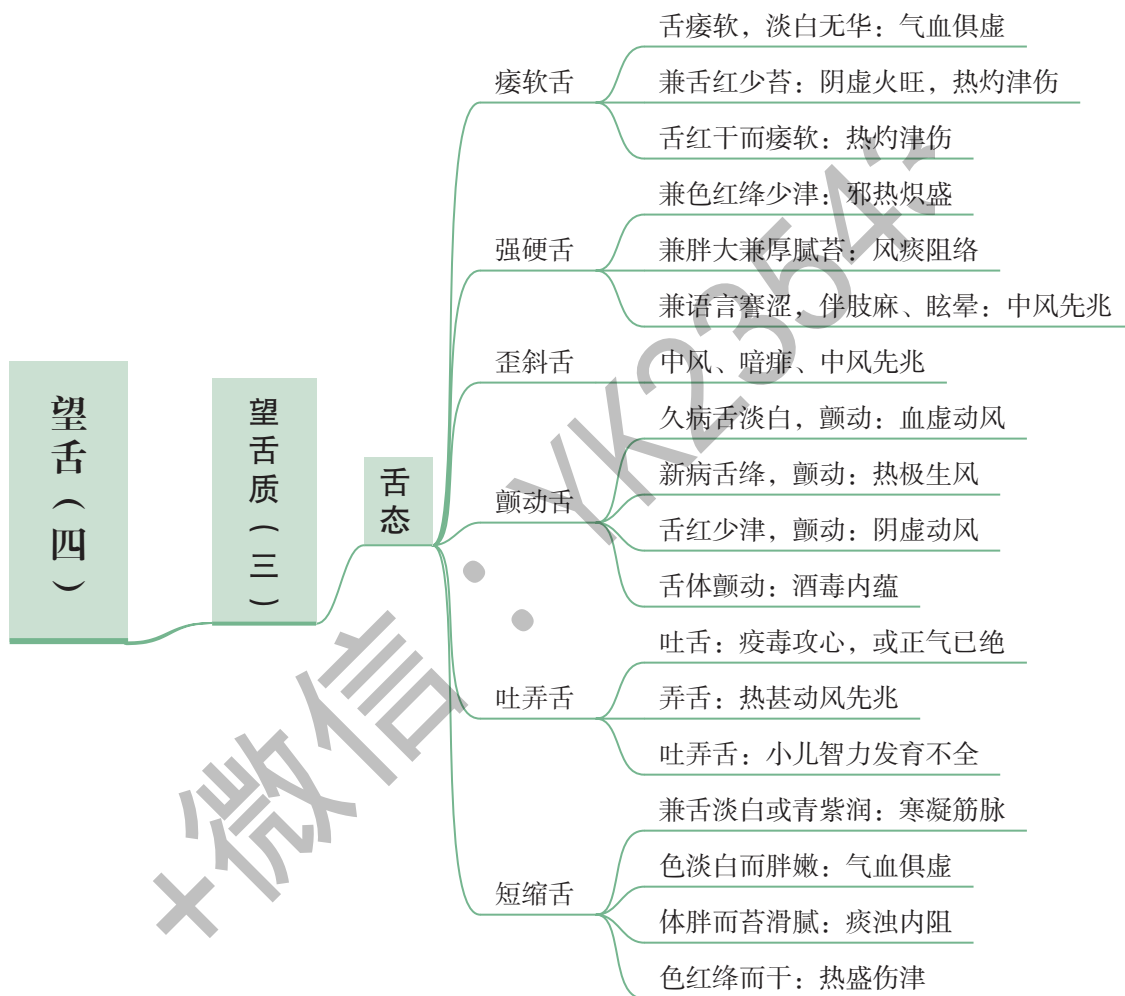 望舌（四）
望舌质（三）
舌态
痿软舌
舌痿软，淡白无华：气血俱虚
兼舌红少苔：阴虚火旺，热灼津伤
舌红干而痿软：热灼津伤
强硬舌
兼色红绛少津：邪热炽盛
兼胖大兼厚腻苔：风痰阻络
兼语言謇涩，伴肢麻、眩晕：中风先兆
歪斜舌
中风、喑痱、中风先兆
颤动舌
久病舌淡白，颤动：血虚动风
新病舌绛，颤动：热极生风
舌红少津，颤动：阴虚动风
舌体颤动：酒毒内蕴
吐弄舌
吐舌：疫毒攻心，或正气已绝
弄舌：热甚动风先兆
吐弄舌：小儿智力发育不全
短缩舌
兼舌淡白或青紫润：寒凝筋脉
色淡白而胖嫩：气血俱虚
体胖而苔滑腻：痰浊内阻
色红绛而干：热盛伤津
+微信：YK2354